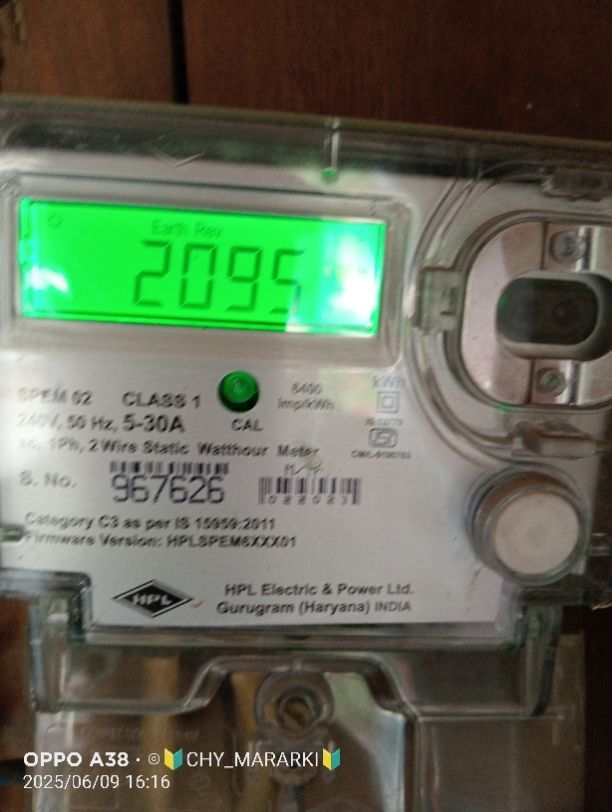 Earth Rev
2095
SPEM 02 CLASS 1
6400
imp/kWh
kWh
240V, 50 Hz, 5-30A
CAL
ac, 1Ph, 2 Wire Static Watthour Meter
S. No. 967626
Category C3 as per IS 15959:2011
Firmware Version: HPLSPEM6XXX01
HPL
HPL Electric & Power Ltd.
Gurugram (Haryana) INDIA
OPPO A38 · © 🔰CHY_MARARKI🔰
2025/06/09 16:16